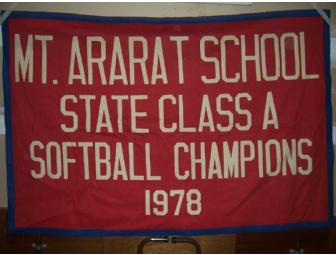 MT. ARARAT SCHOOL
STATE CLASS A
SOFTBALL CHAMPIONS
1978